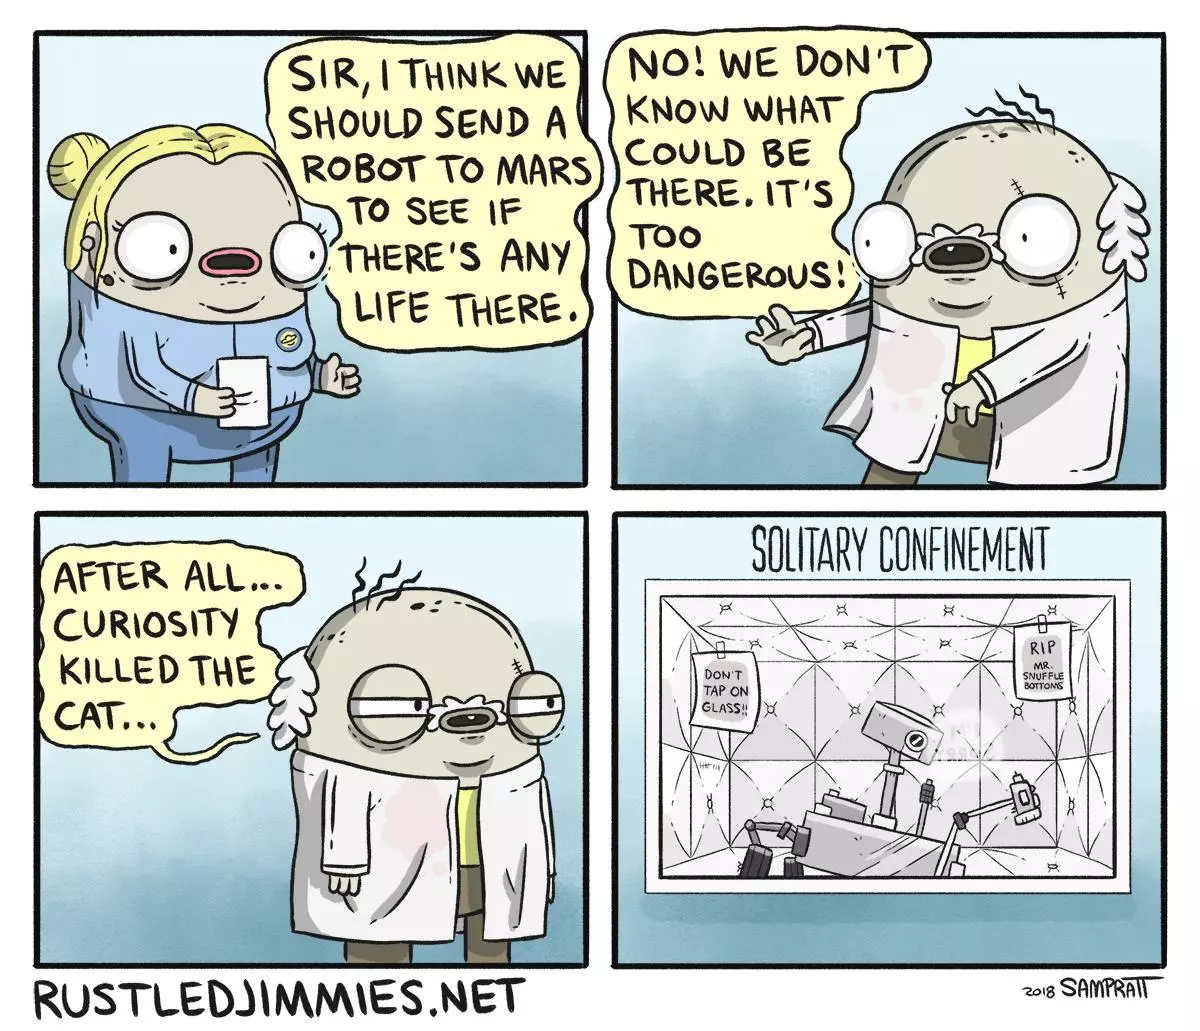 SIR, I THINK WE
SHOULD SEND A
ROBOT TO MARS
TO SEE IF
THERE'S ANY
LIFE THERE.
NO! WE DON'T
KNOW WHAT
COULD BE
THERE. IT'S
TOO
DANGEROUS!
AFTER ALL...
CURIOSITY
KILLED THE
CAT...
SOLITARY CONFINEMENT
DON'T
TAP ON
GLASS!!
RIP
MR.
SNUFFLE
BOTTOMS
I'M
SORRY
RUSTLEDJIMMIES.NET
2018 SAMPRATT